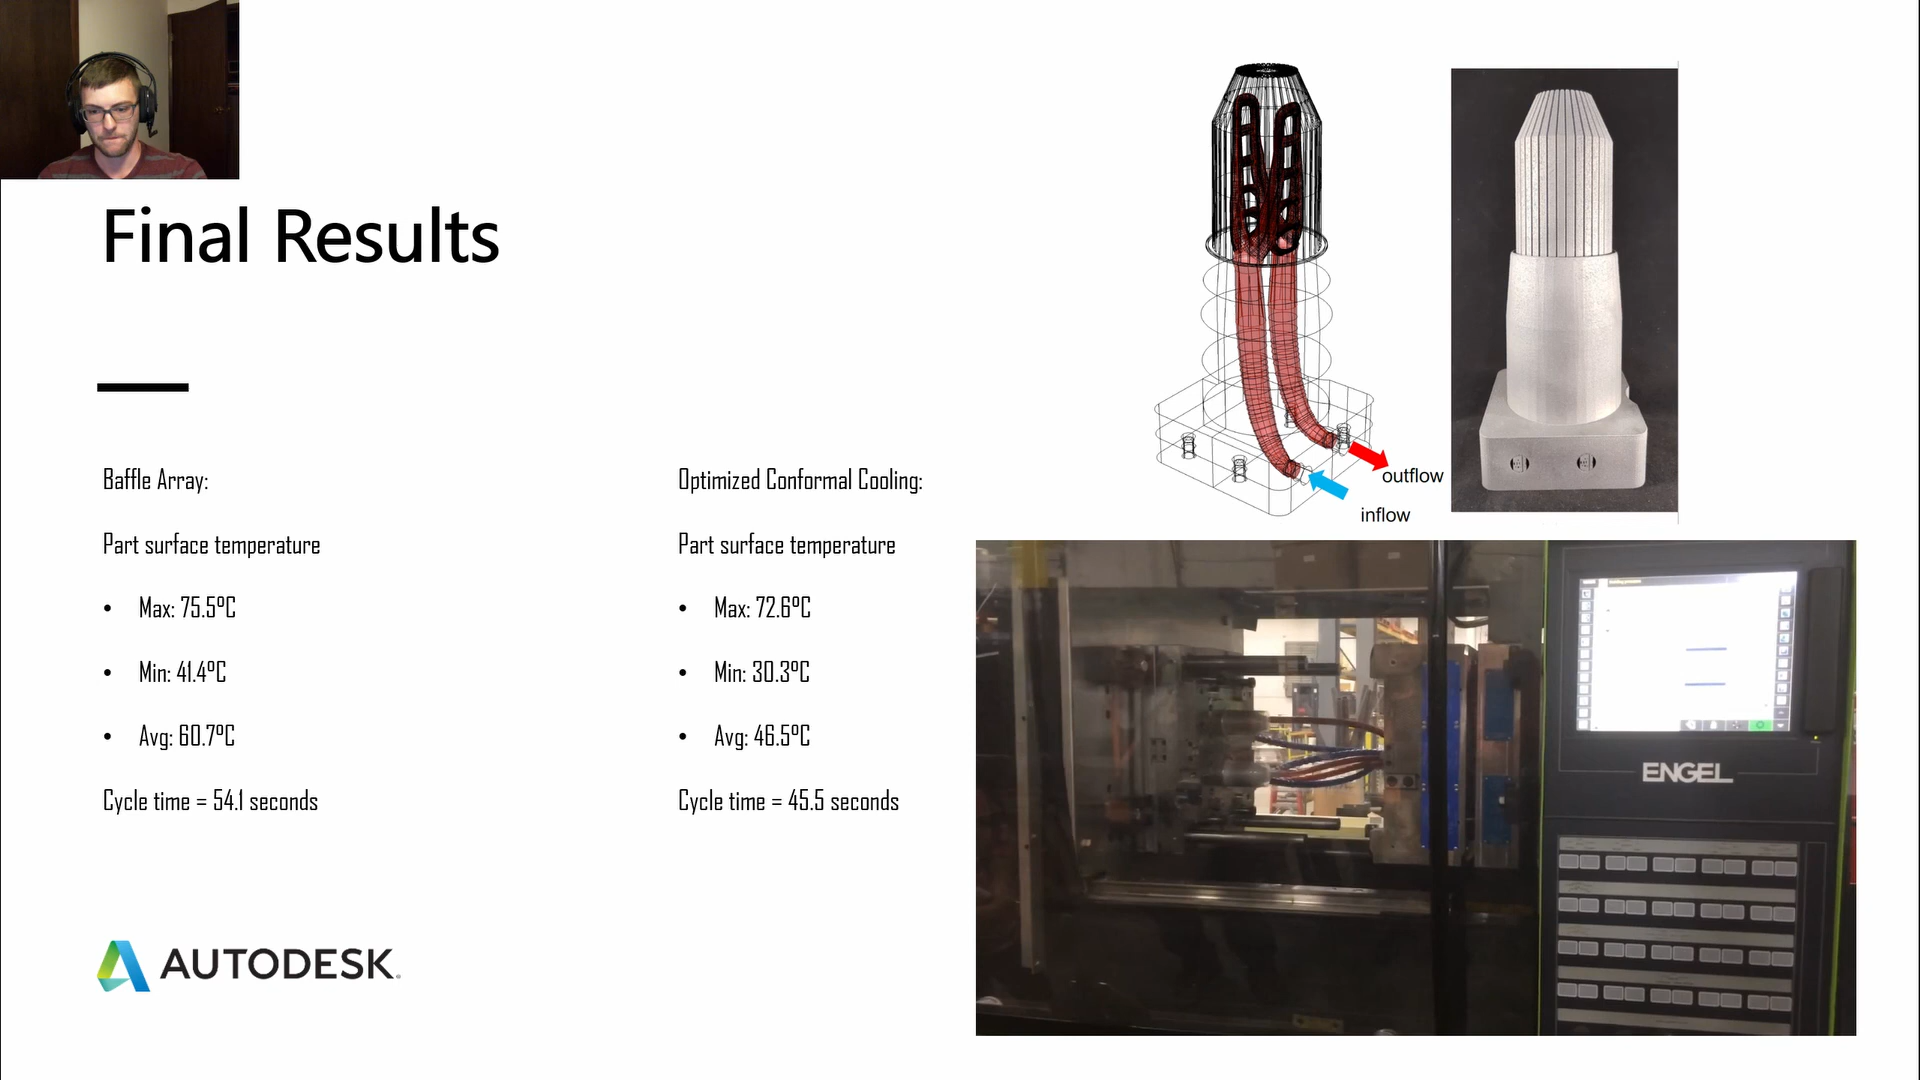 Final Results
Baffle Array:
Part surface temperature
• Max: 75.5°C
• Min: 41.4°C
• Avg: 60.7°C
Cycle time = 54.1 seconds
Optimized Conformal Cooling:
Part surface temperature
• Max: 72.6°C
• Min: 30.3°C
• Avg: 46.5°C
Cycle time = 45.5 seconds
outflow
inflow
ENGEL
AUTODESK